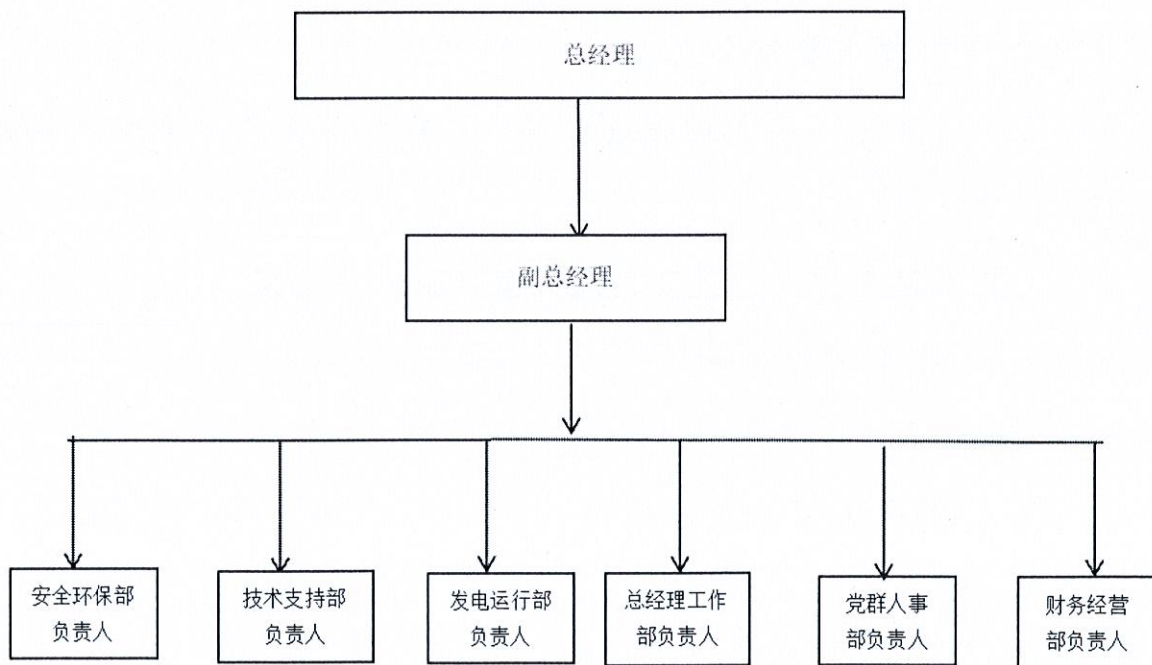 总经理
副总经理
安全环保部
负责人
技术支持部
负责人
发电运行部
负责人
总经理工作
部负责人
党群人事
部负责人
财务经营
部负责人